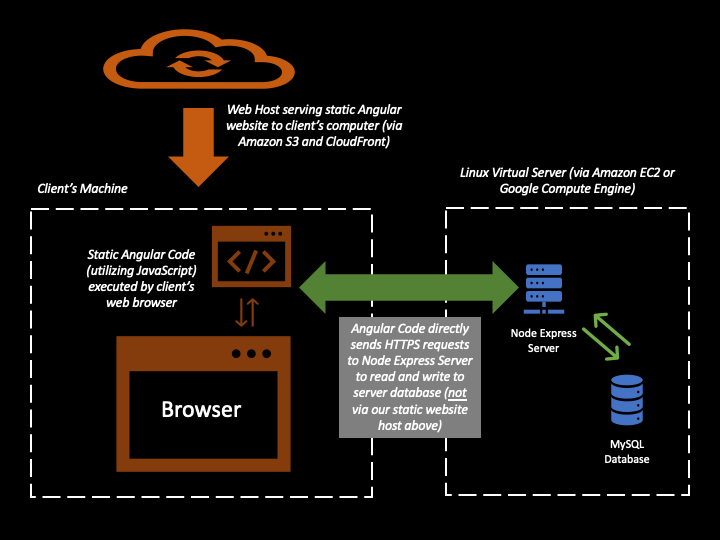 Web Host serving static Angular
website to client's computer (via
Amazon S3 and CloudFront)
Client's Machine
Linux Virtual Server (via Amazon EC2 or
Google Compute Engine)
Static Angular Code
(utilizing JavaScript)
executed by client's
web browser
</>
Browser
Angular Code directly
sends HTTPS requests
to Node Express Server
to read and write to
server database (not
via our static website
host above)
Node Express
Server
MySQL
Database